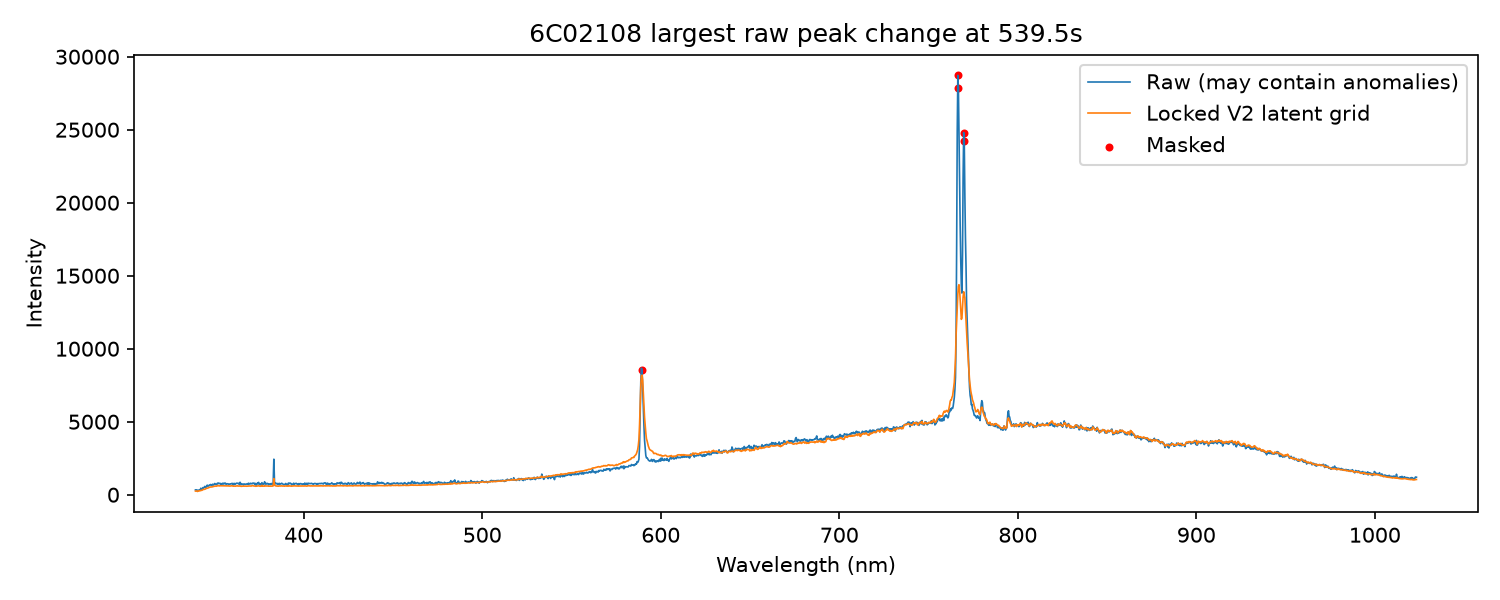 6C02108 largest raw peak change at 539.5s
30000
25000
20000
15000
10000
5000
0
Intensity
Raw (may contain anomalies)
Locked V2 latent grid
Masked
400 500 600 700 800 900 1000
Wavelength (nm)